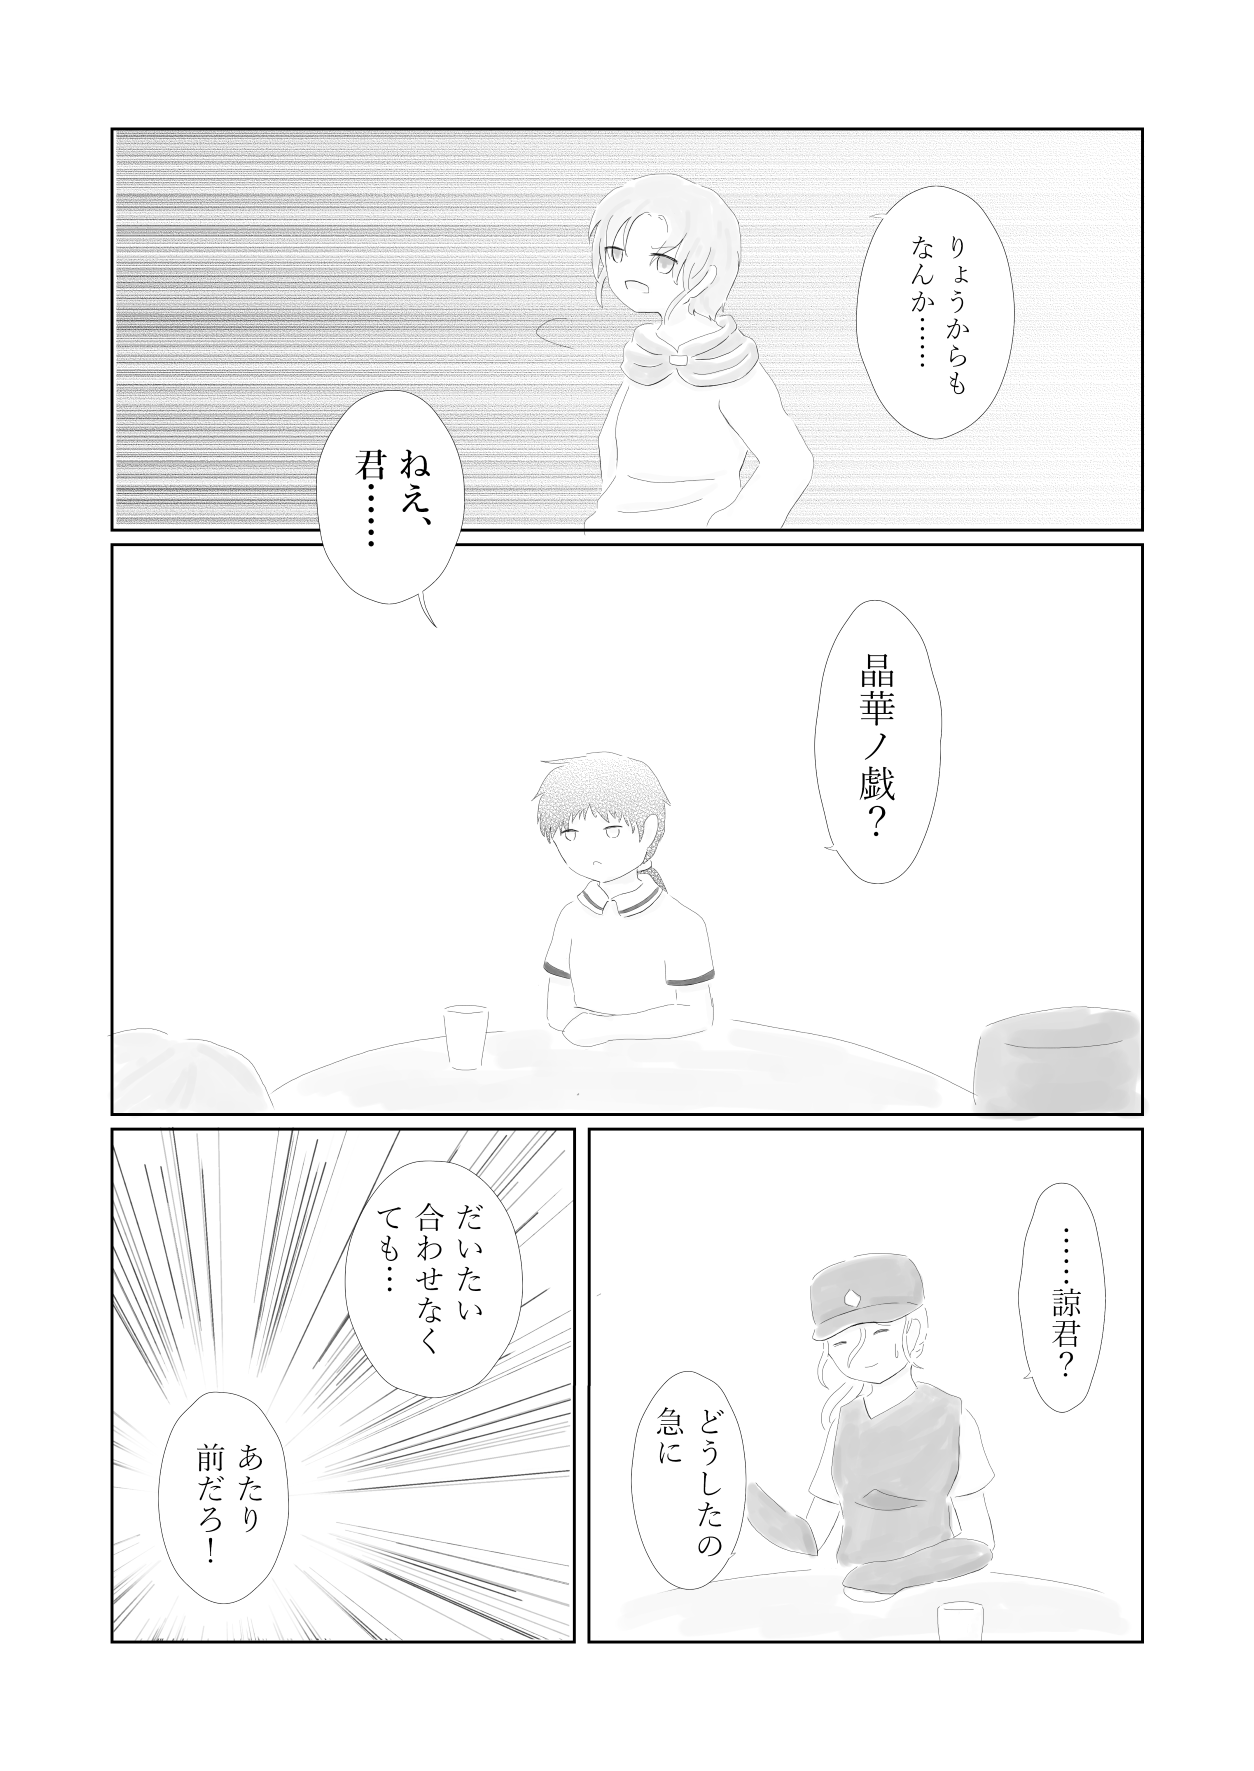 りょうからも
なんか……
ねえ、
君……
晶華ノ戯?
……諒君?
どうしたの
急に
だいたい
合わせなく
ても…
あたり
前だろ!